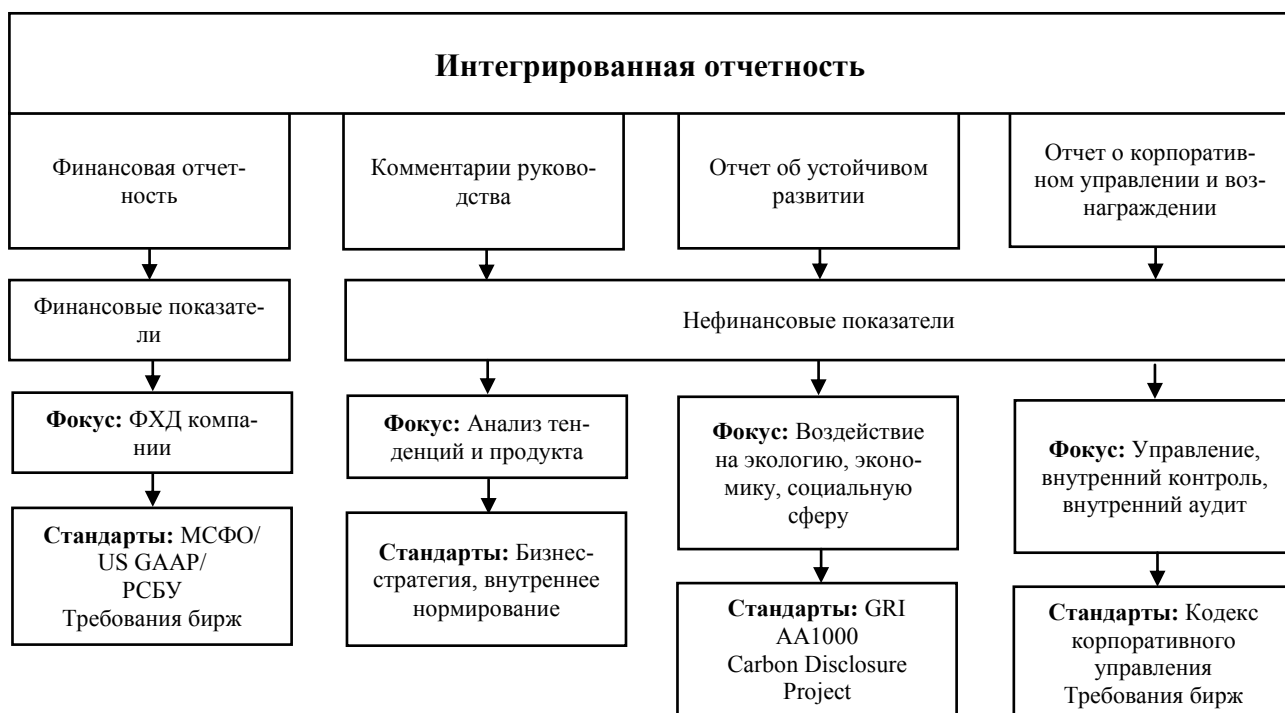 Интегрированная отчетность
Финансовая отчет-
ность
Комментарии руково-
дства
Отчет об устойчивом
развитии
Отчет о корпоратив-
ном управлении и воз-
награждении
Финансовые показате-
ли
Нефинансовые показатели
Фокус: ФХД компа-
нии
Фокус: Анализ тен-
денций и продукта
Фокус: Воздействие
на экологию, эконо-
мику, социальную
сферу
Фокус: Управление,
внутренний контроль,
внутренний аудит
Стандарты: МСФО/
US GAAP/
РСБУ
Требования бирж
Стандарты: Бизнес-
стратегия, внутреннее
нормирование
Стандарты: GRI
AA1000
Carbon Disclosure
Project
Стандарты: Кодекс
корпоративного
управления
Требования бирж